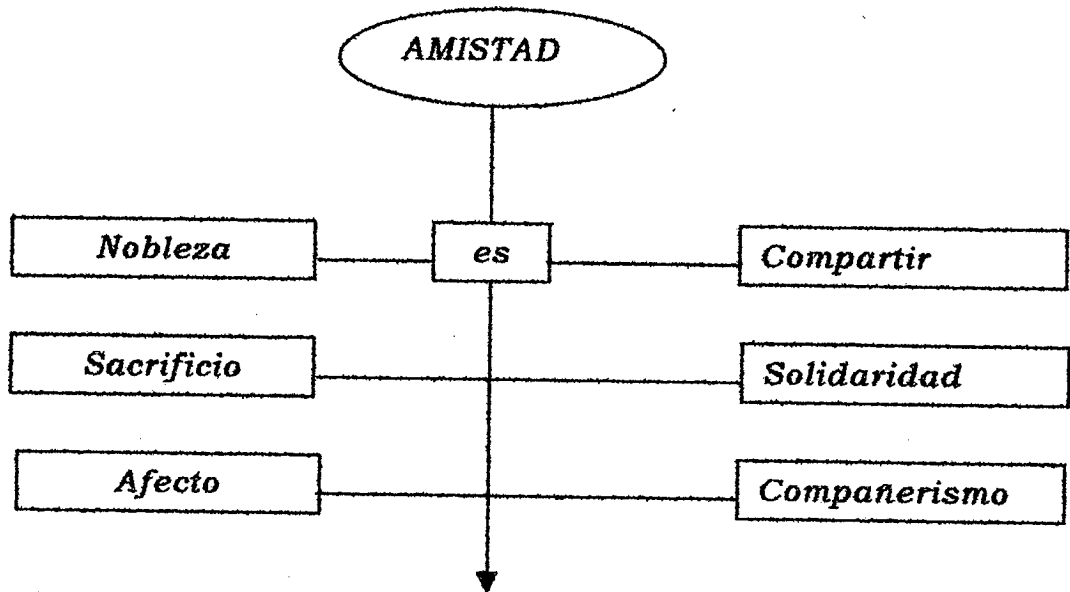 AMISTAD
Nobleza
es
Compartir
Sacrificio
Solidaridad
Afecto
Compañerismo